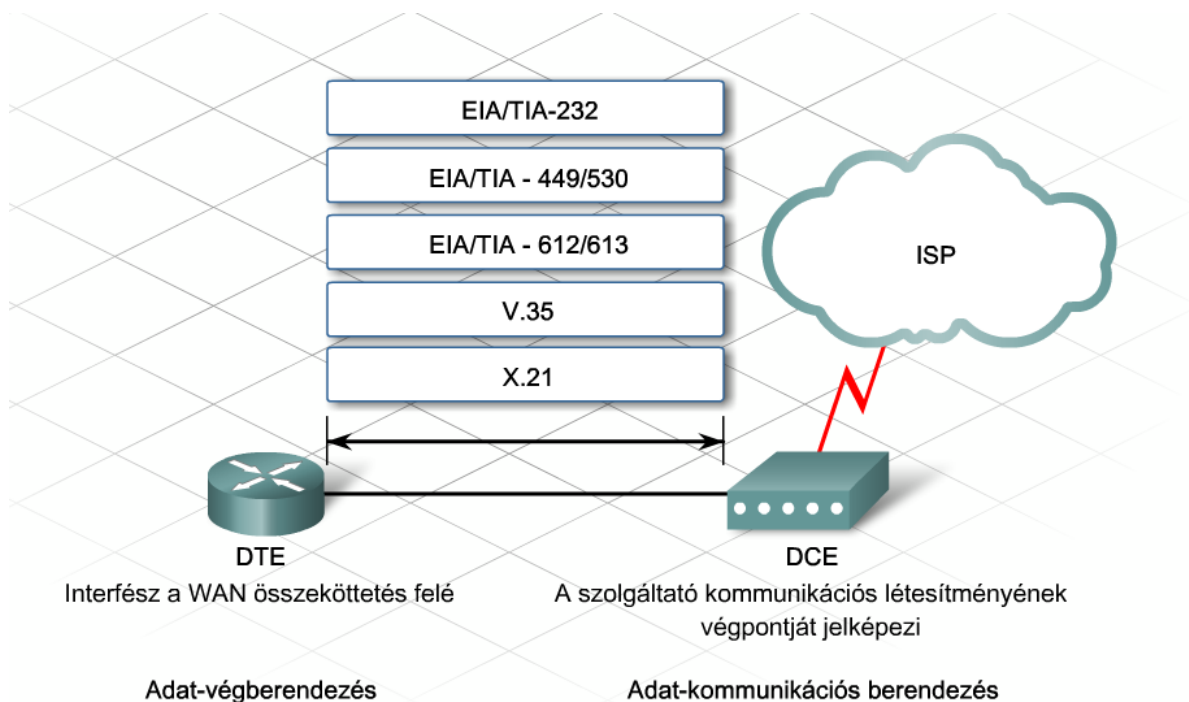 EIA/TIA-232
EIA/TIA - 449/530
EIA/TIA - 612/613
V.35
X.21
ISP
DTE
Interfész a WAN összeköttetés felé
DCE
A szolgáltató kommunikációs létesítményének
végpontját jelképezi
Adat-végberendezés
Adat-kommunikációs berendezés